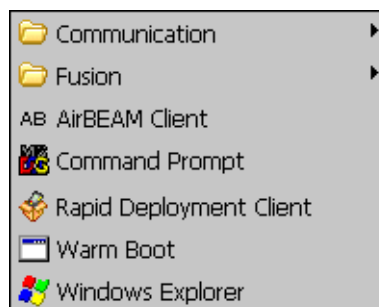 Communication
Fusion
AB AirBEAM Client
Command Prompt
Rapid Deployment Client
Warm Boot
Windows Explorer